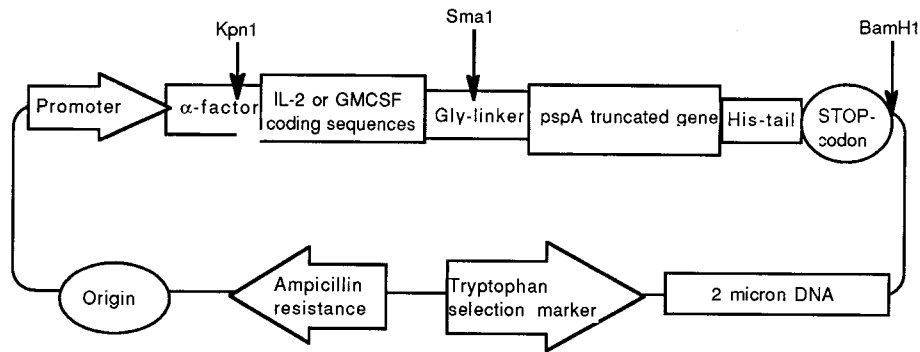 Kpn1
Sma1
BamH1
Promoter
α-factor
IL-2 or GMCSF
coding sequences
Gly-linker
pspA truncated gene
His-tail
STOP-
codon
Origin
Ampicillin
resistance
Tryptophan
selection marker
2 micron DNA